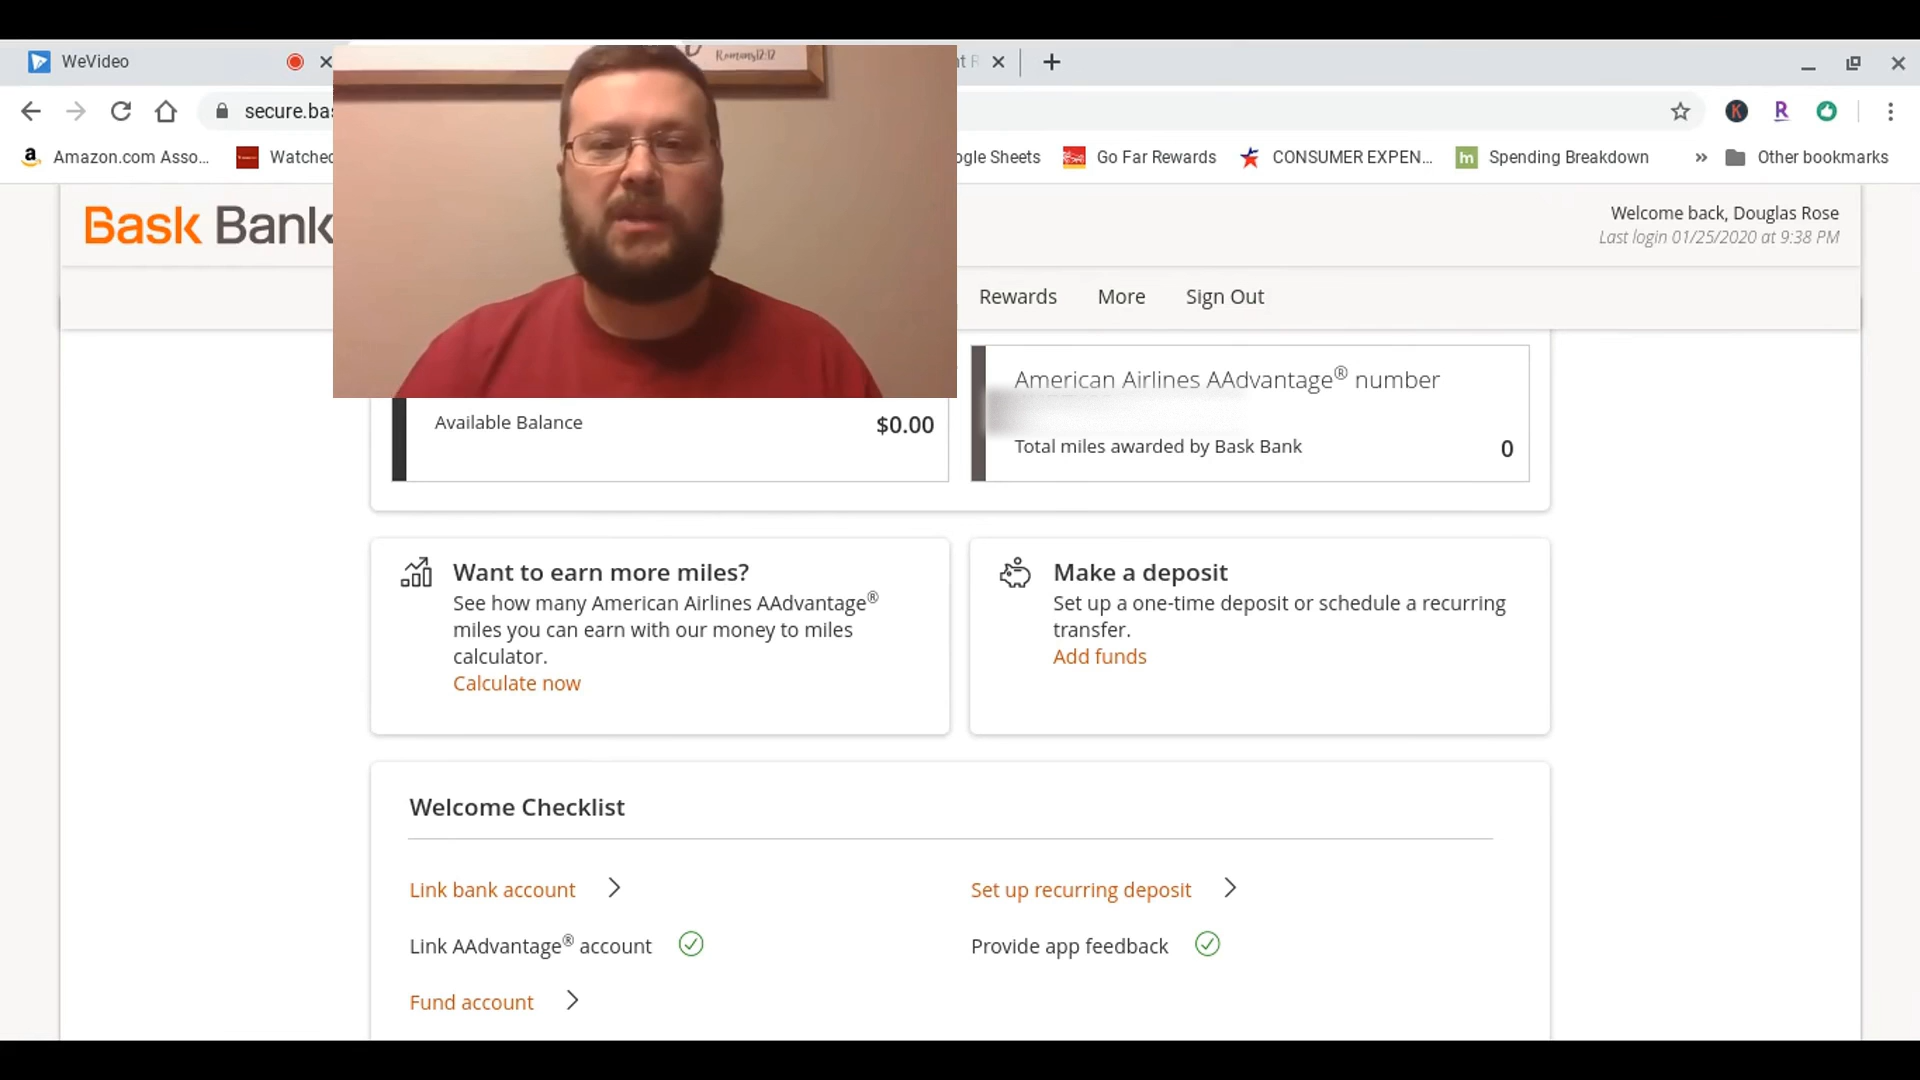 WeVideo
nt R
secure.bas
Amazon.com Asso...
Watched
ogle Sheets
Go Far Rewards
CONSUMER EXPEN...
Spending Breakdown
Other bookmarks
Romans 12:12
Bask Bank
Welcome back, Douglas Rose
Last login 01/25/2020 at 9:38 PM
Rewards
More
Sign Out
Available Balance
$0.00
American Airlines AAdvantage® number
Total miles awarded by Bask Bank
0
Want to earn more miles?
See how many American Airlines AAdvantage®
miles you can earn with our money to miles
calculator.
Calculate now
Make a deposit
Set up a one-time deposit or schedule a recurring
transfer.
Add funds
Welcome Checklist
Link bank account
Set up recurring deposit
Link AAdvantage® account
Provide app feedback
Fund account